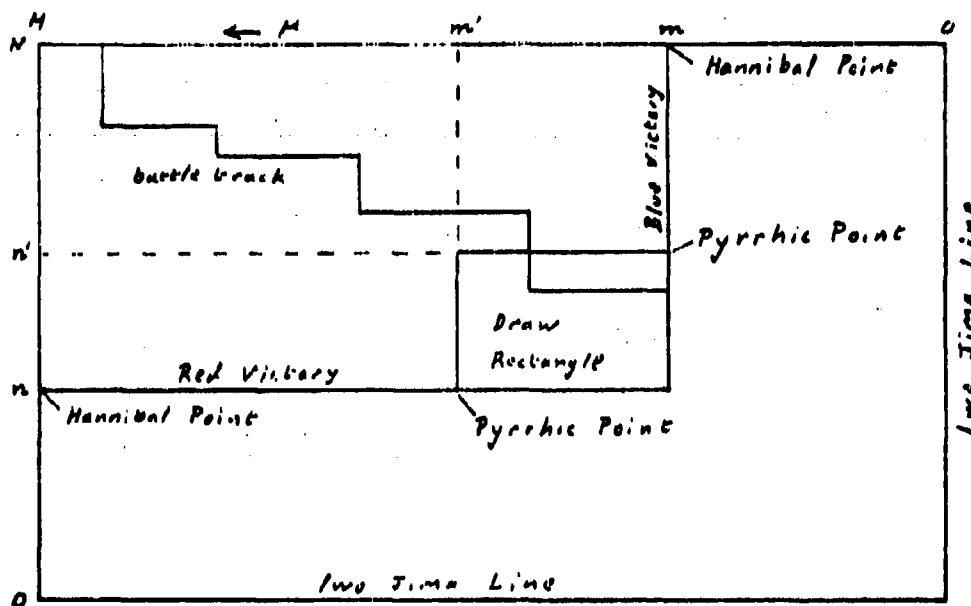 M ← μ m' m 0
N
Hannibal Point
Blue Victory
battle track
n'
Pyrrhic Point
Draw
Rectangle
Iwo Jima Line
Red Victory
n
Hannibal Point
Pyrrhic Point
Iwo Jima Line
0